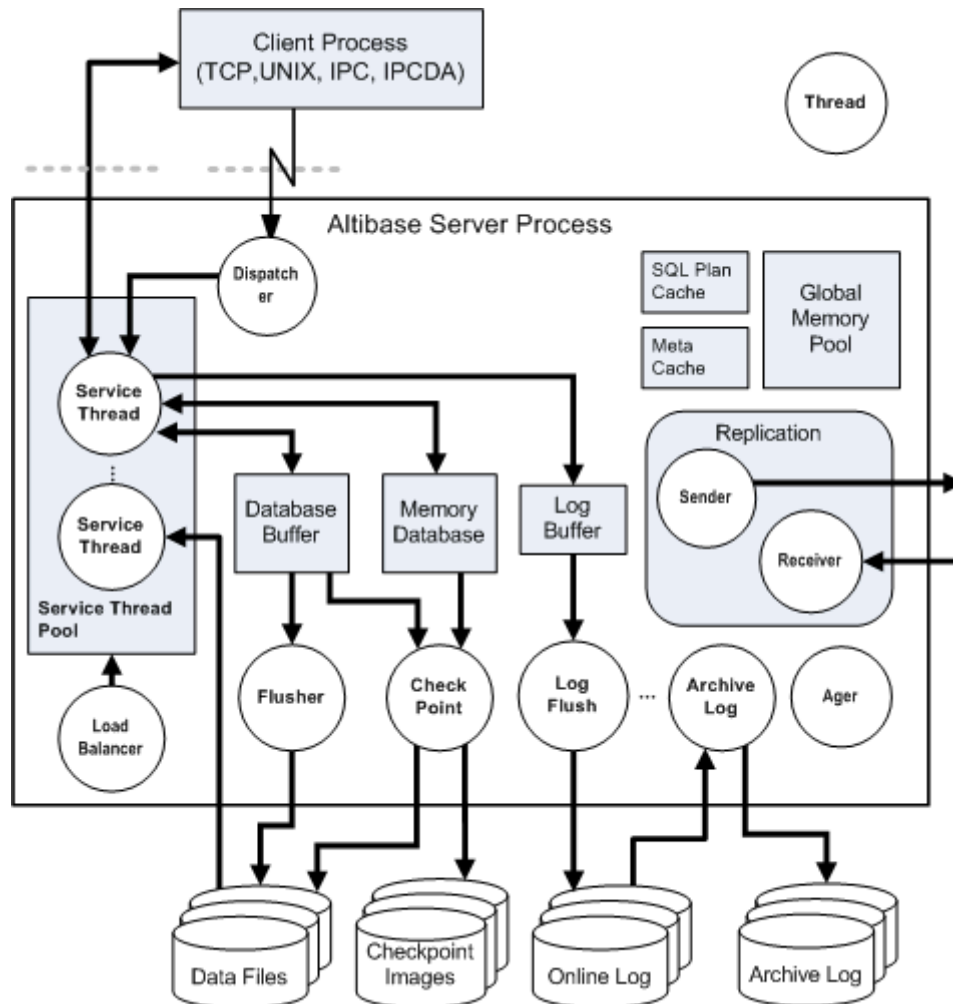 Client Process
(TCP,UNIX, IPC, IPCDA)
Thread
Altibase Server Process
Dispatch
er
SQL Plan
Cache
Global
Memory
Pool
Meta
Cache
Service
Thread
Replication
Sender
Database
Buffer
Memory
Database
Log
Buffer
Service
Thread
Receiver
Service Thread
Pool
Flusher
Check
Point
Log
Flush
...
Archive
Log
Ager
Load
Balancer
Data Files
Checkpoint
Images
Online Log
Archive Log